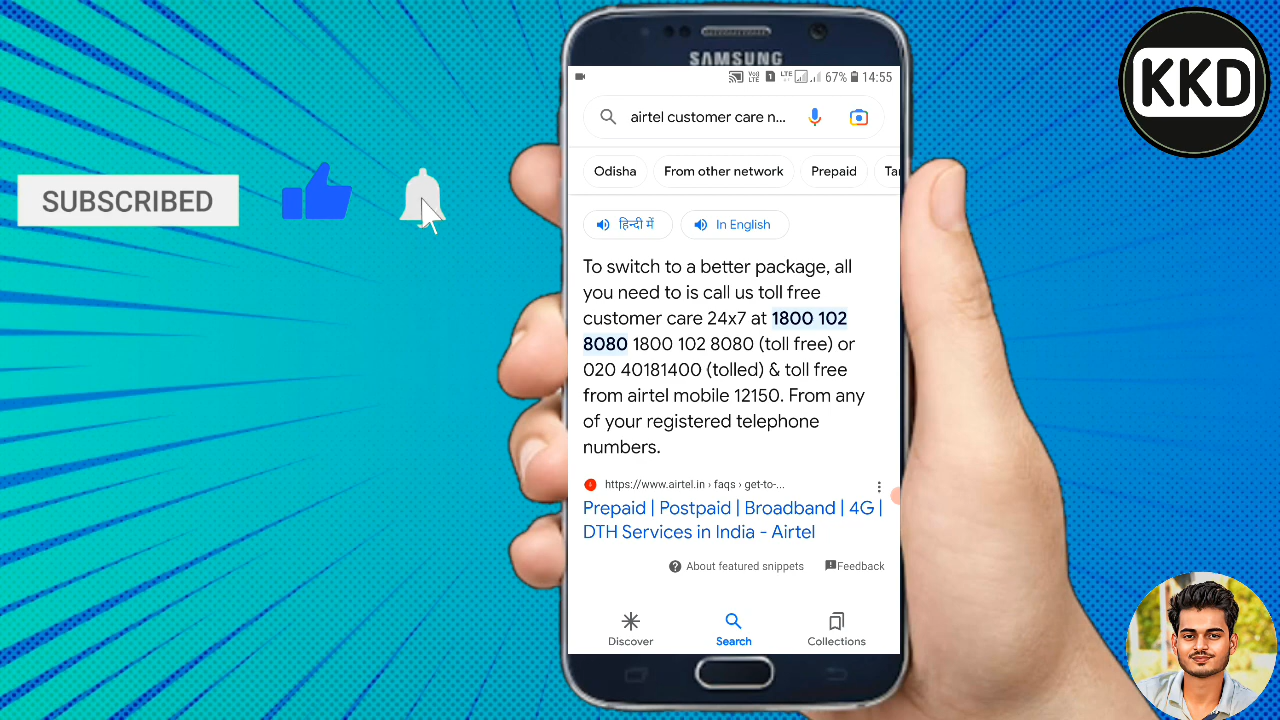 SAMSUNG
67% 14:55
airtel customer care n...
Odisha
From other network
Prepaid
हिन्दी में
In English
To switch to a better package, all
you need to is call us toll free
customer care 24x7 at 1800 102
8080 1800 102 8080 (toll free) or
020 40181400 (tolled) & toll free
from airtel mobile 12150. From any
of your registered telephone
numbers.
https://www.airtel.in › faqs › get-to-...
Prepaid | Postpaid | Broadband | 4G |
DTH Services in India - Airtel
About featured snippets
Feedback
Discover
Search
Collections
SUBSCRIBED
KKD